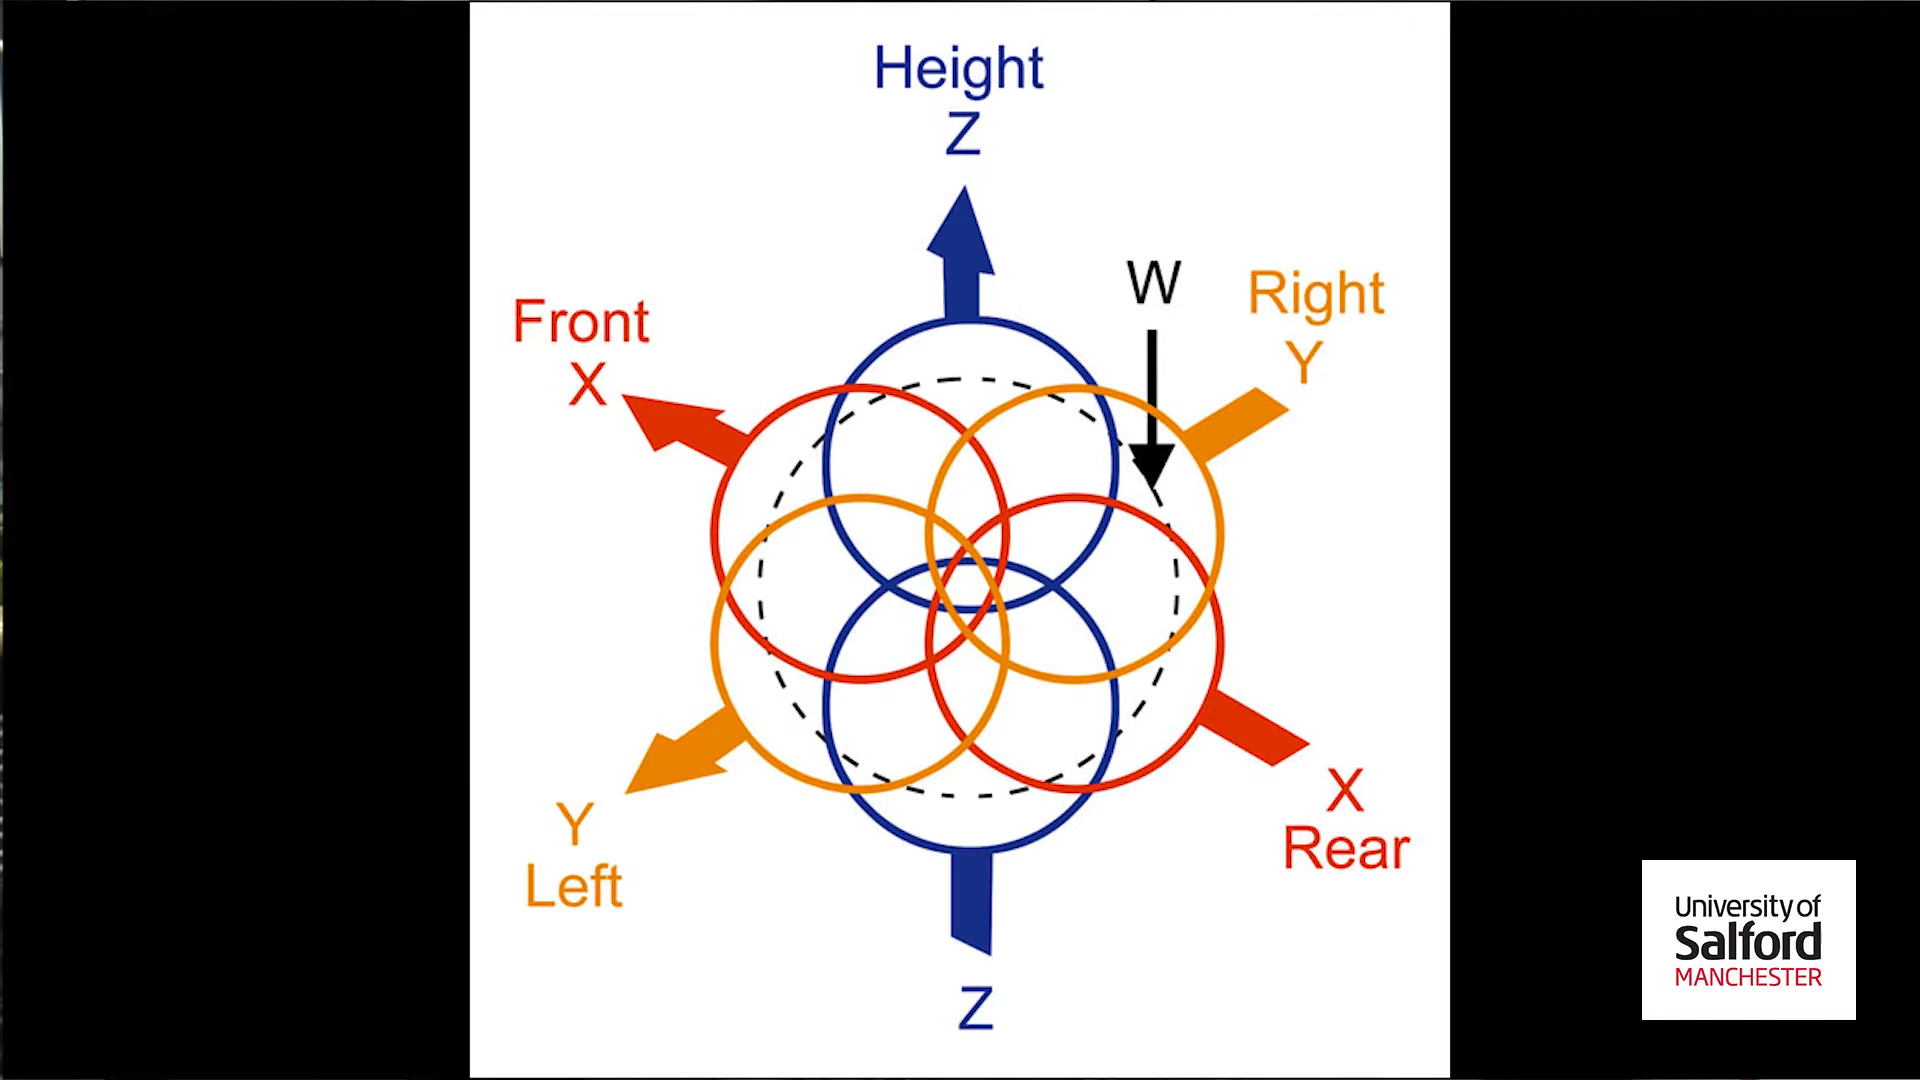 Height
Z
W
Right
Y
Front
X
Y
Left
X
Rear
Z
University of
Salford
MANCHESTER